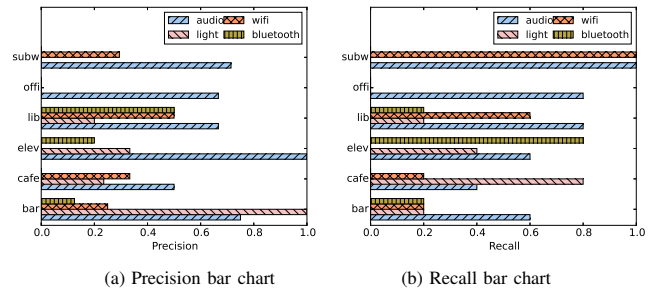 audio wifi
light bluetooth
subw
offi
lib
elev
cafe
bar
0.0 0.2 0.4 0.6 0.8 1.0
Precision
(a) Precision bar chart
audio wifi
light bluetooth
subw
offi
lib
elev
cafe
bar
0.0 0.2 0.4 0.6 0.8 1.0
Recall
(b) Recall bar chart